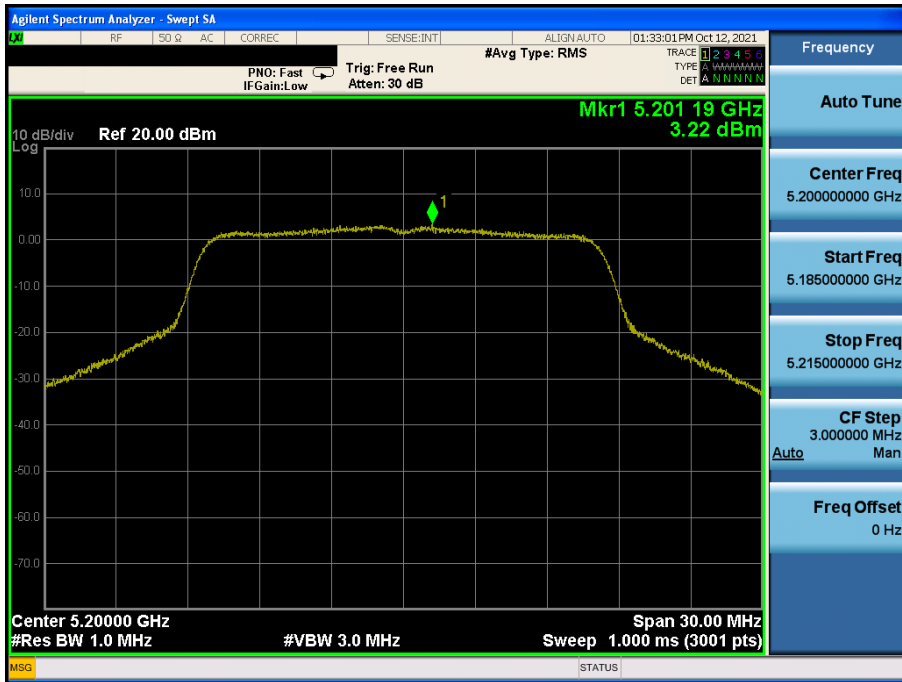 Agilent Spectrum Analyzer - Swept SA
LXI RF 50 Ω AC CORREC SENSE:INT ALIGN AUTO 01:33:01 PM Oct 12, 2021
Frequency
#Avg Type: RMS
TRACE 1 2 3 4 5 6
PNO: Fast Trig: Free Run
TYPE A WWWWW
IFGain:Low Atten: 30 dB
DET A N N N N N
Auto Tune
Mkr1 5.201 19 GHz
3.22 dBm
10 dB/div Ref 20.00 dBm
Log
Center Freq
5.200000000 GHz
10.0
1
0.00
Start Freq
5.185000000 GHz
-10.0
-20.0
Stop Freq
5.215000000 GHz
-30.0
-40.0
CF Step
3.000000 MHz
Auto Man
-50.0
Freq Offset
0 Hz
-60.0
-70.0
Center 5.20000 GHz Span 30.00 MHz
#Res BW 1.0 MHz #VBW 3.0 MHz Sweep 1.000 ms (3001 pts)
MSG STATUS